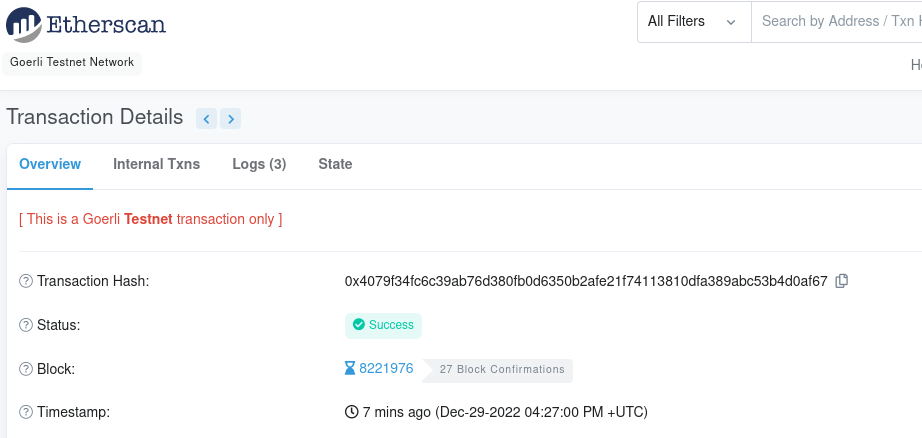 Etherscan
All Filters
Search by Address / Txn
Goerli Testnet Network
Transaction Details
Overview Internal Txns Logs (3) State
[ This is a Goerli Testnet transaction only ]
Transaction Hash: 0x4079f34fc6c39ab76d380fb0d6350b2afe21f74113810dfa389abc53b4d0af67
Status: Success
Block: 8221976 27 Block Confirmations
Timestamp: 7 mins ago (Dec-29-2022 04:27:00 PM +UTC)